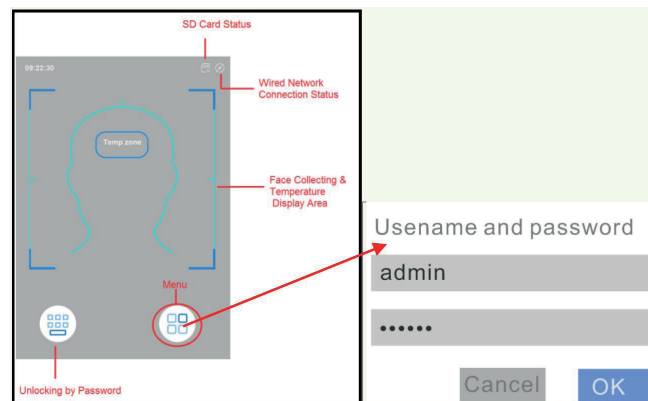 SD Card Status
09:22:30
Wired Network
Connection Status
Temp zone
Face Collecting &
Temperature
Display Area
Menu
Unlocking by Password
Usename and password
admin
••••••
Cancel
OK